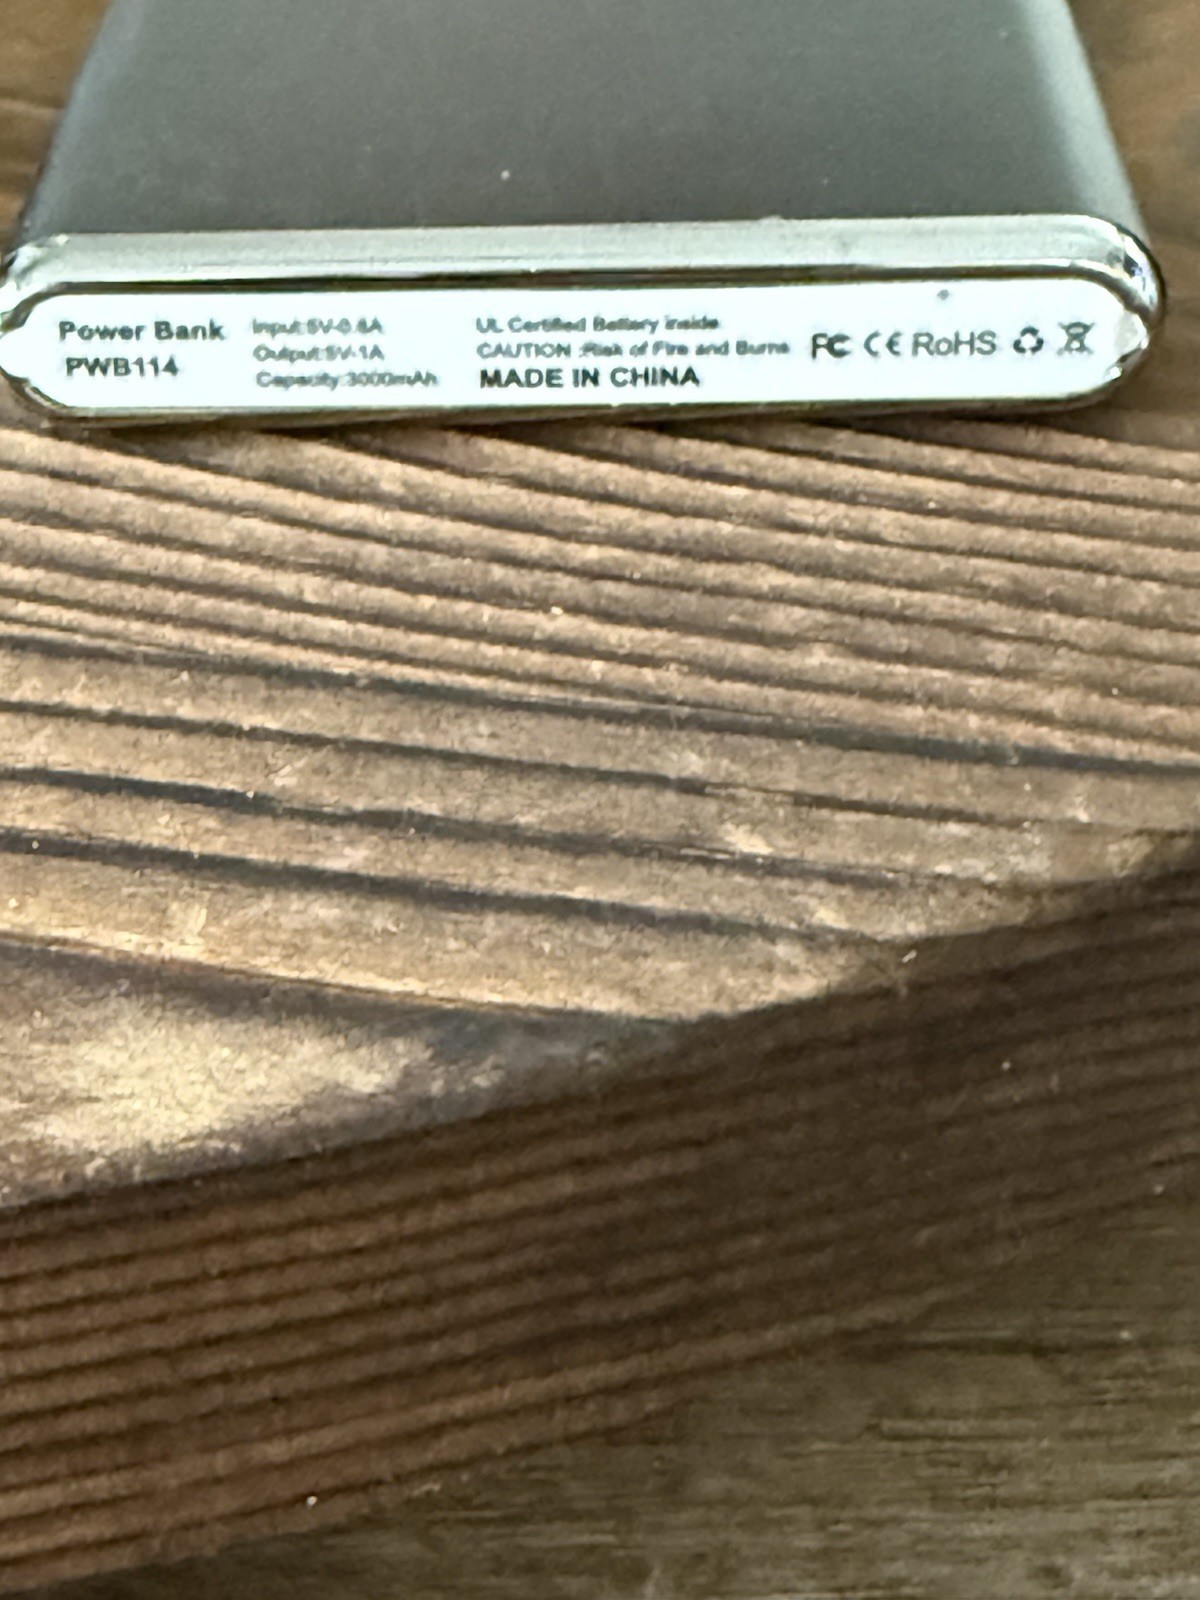 Power Bank
PWB114
Input:5V-0.8A
Output:5V-1A
Capacity:3000mAh
UL Certified Battery inside
CAUTION :Risk of Fire and Burns
MADE IN CHINA
FC CE RoHS